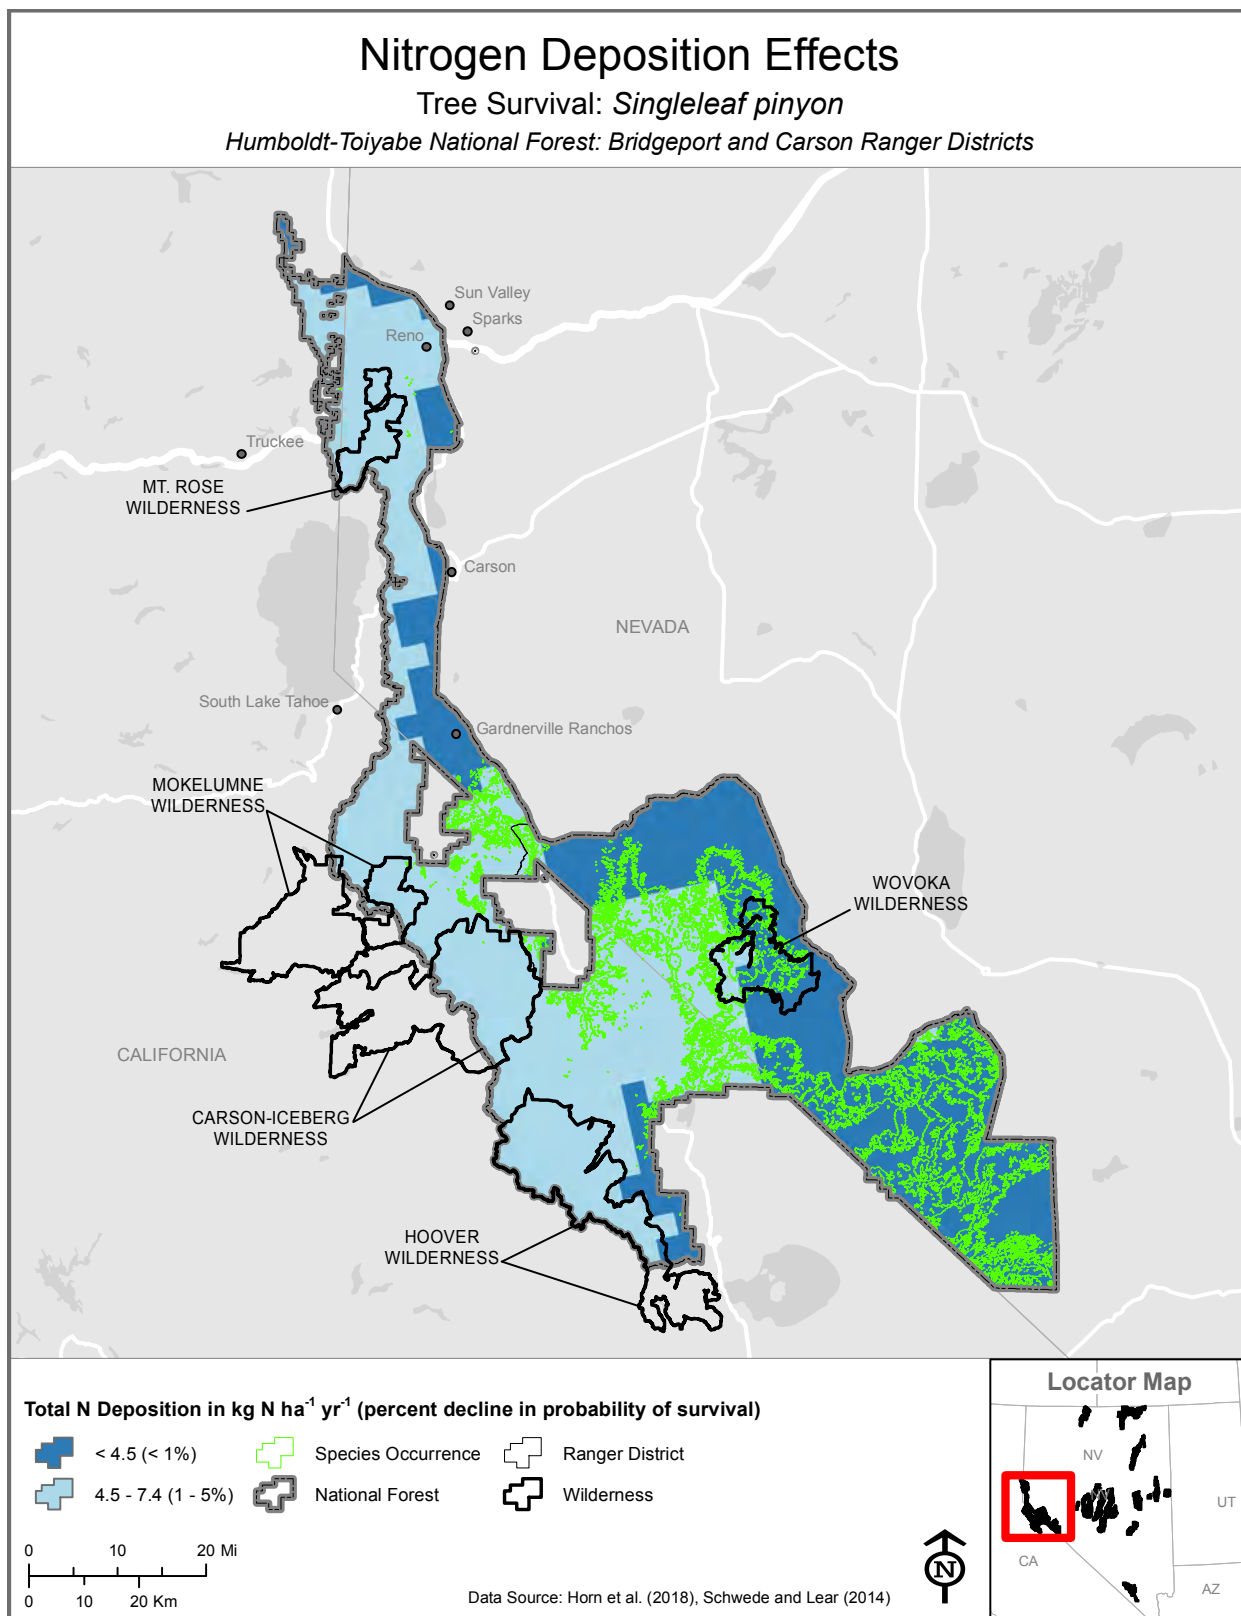 Nitrogen Deposition Effects
Tree Survival: Singleleaf pinyon
Humboldt-Toiyabe National Forest: Bridgeport and Carson Ranger Districts
Sun Valley
Sparks
Reno
Truckee
MT. ROSE
WILDERNESS
Carson
NEVADA
South Lake Tahoe
Gardnerville Ranchos
MOKELUMNE
WILDERNESS
WOVOKA
WILDERNESS
CALIFORNIA
CARSON-ICEBERG
WILDERNESS
HOOVER
WILDERNESS
Total N Deposition in kg N ha⁻¹ yr⁻¹ (percent decline in probability of survival)
< 4.5 (< 1%)
Species Occurrence
Ranger District
4.5 - 7.4 (1 - 5%)
National Forest
Wilderness
0 10 20 Mi
0 10 20 Km
Data Source: Horn et al. (2018), Schwede and Lear (2014)
N
Locator Map
NV
UT
CA
AZ